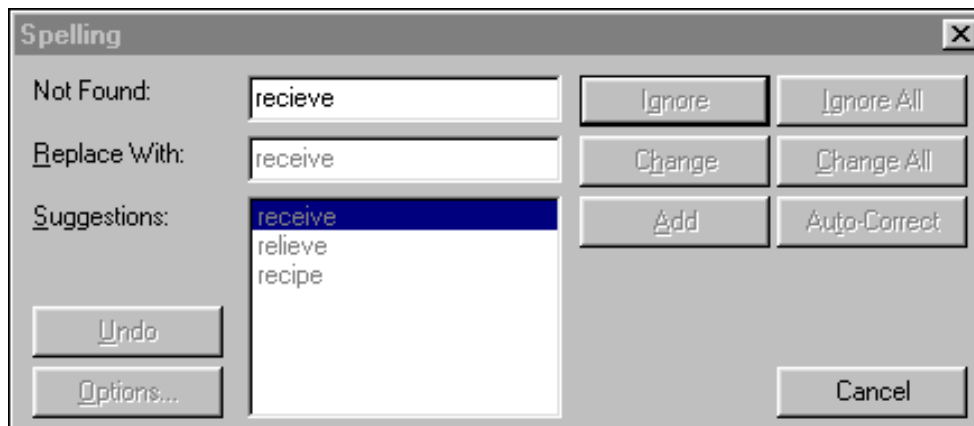 Spelling
Not Found:
recieve
Ignore
Ignore All
Replace With:
receive
Change
Change All
Suggestions:
receive
relieve
recipe
Add
Auto-Correct
Undo
Options...
Cancel